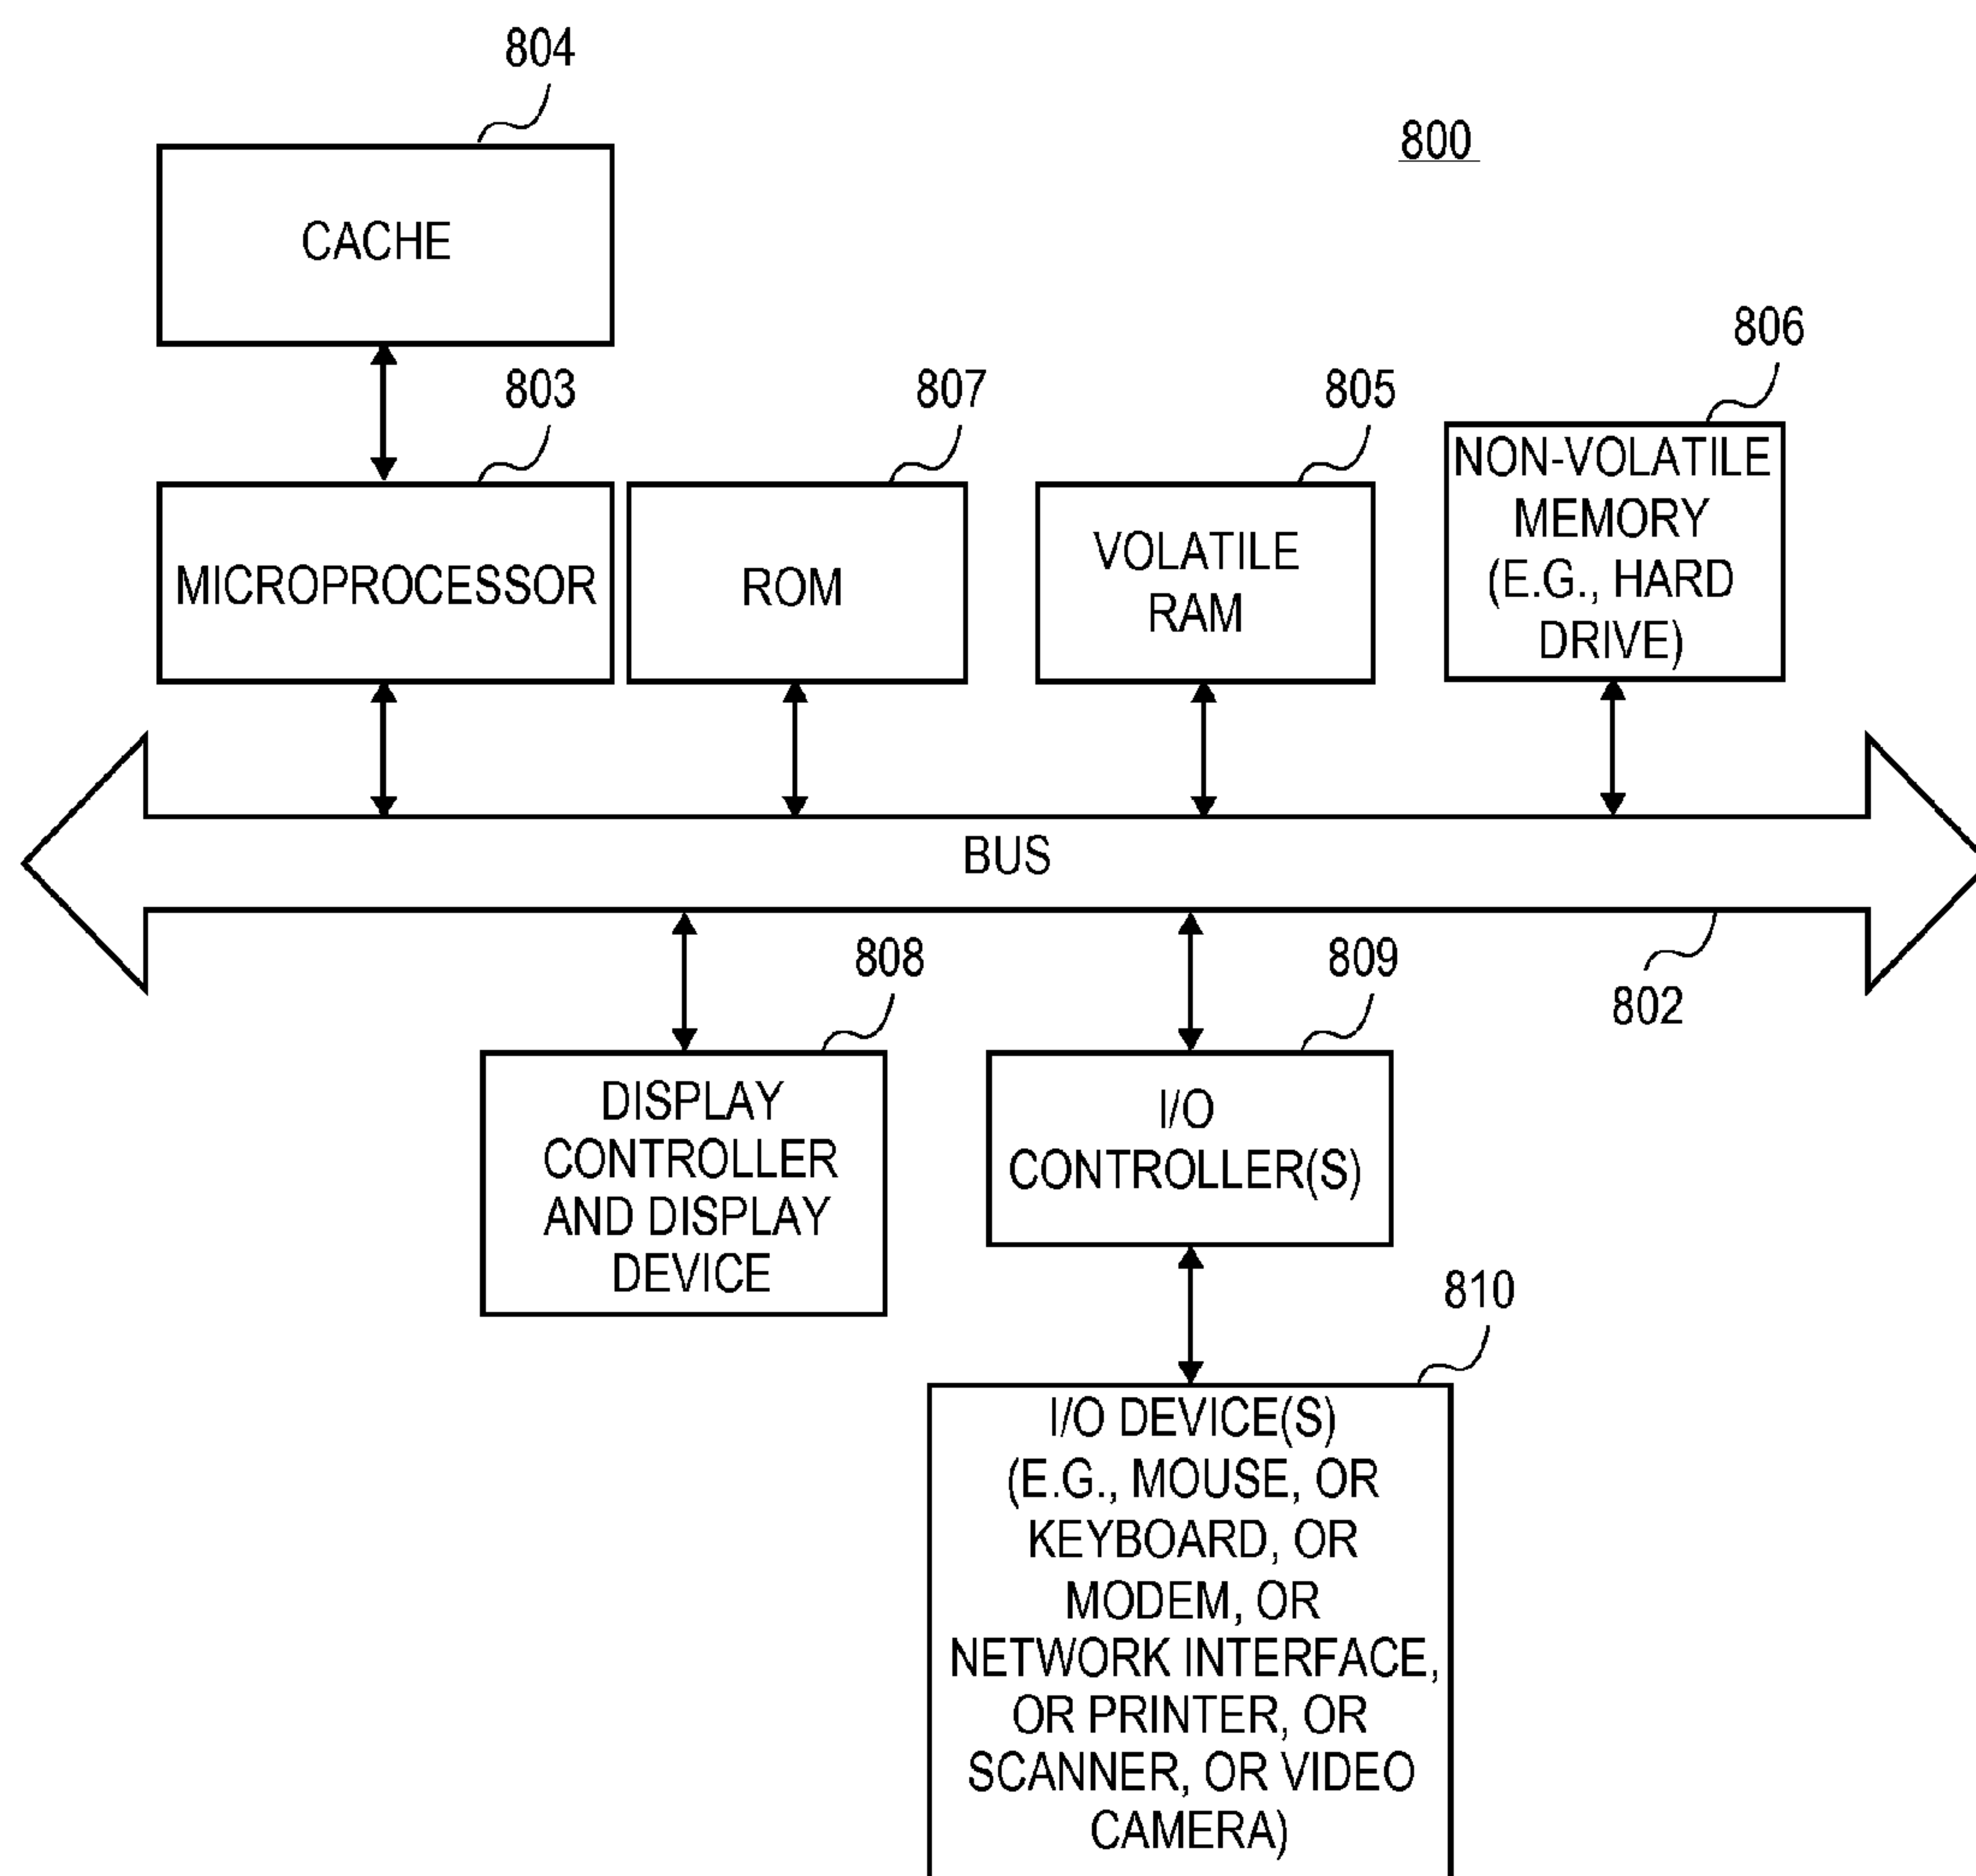 804
800
CACHE
806
803
807
805
NON-VOLATILE
MEMORY
(E.G., HARD
DRIVE)
MICROPROCESSOR
ROM
VOLATILE
RAM
BUS
808
809
802
DISPLAY
CONTROLLER
AND DISPLAY
DEVICE
I/O
CONTROLLER(S)
810
I/O DEVICE(S)
(E.G., MOUSE, OR
KEYBOARD, OR
MODEM, OR
NETWORK INTERFACE,
OR PRINTER, OR
SCANNER, OR VIDEO
CAMERA)